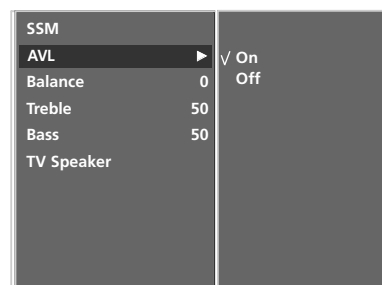 SSM
AVL ▶
Balance 0
Treble 50
Bass 50
TV Speaker
√ On
Off